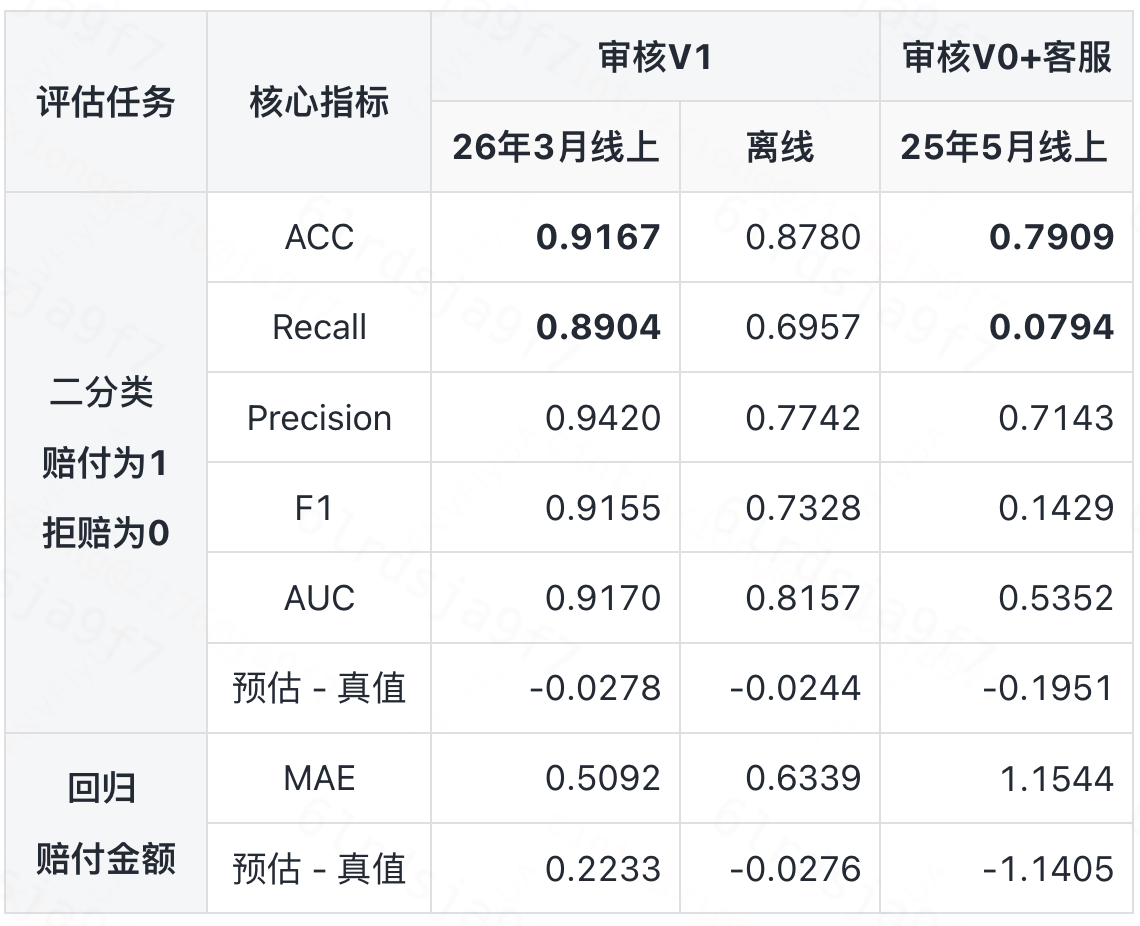 评估任务 核心指标 审核V1 审核V0+客服
26年3月线上 离线 25年5月线上
二分类
赔付为1
拒赔为0
ACC 0.9167 0.8780 0.7909
Recall 0.8904 0.6957 0.0794
Precision 0.9420 0.7742 0.7143
F1 0.9155 0.7328 0.1429
AUC 0.9170 0.8157 0.5352
预估 - 真值 -0.0278 -0.0244 -0.1951
回归
赔付金额
MAE 0.5092 0.6339 1.1544
预估 - 真值 0.2233 -0.0276 -1.1405